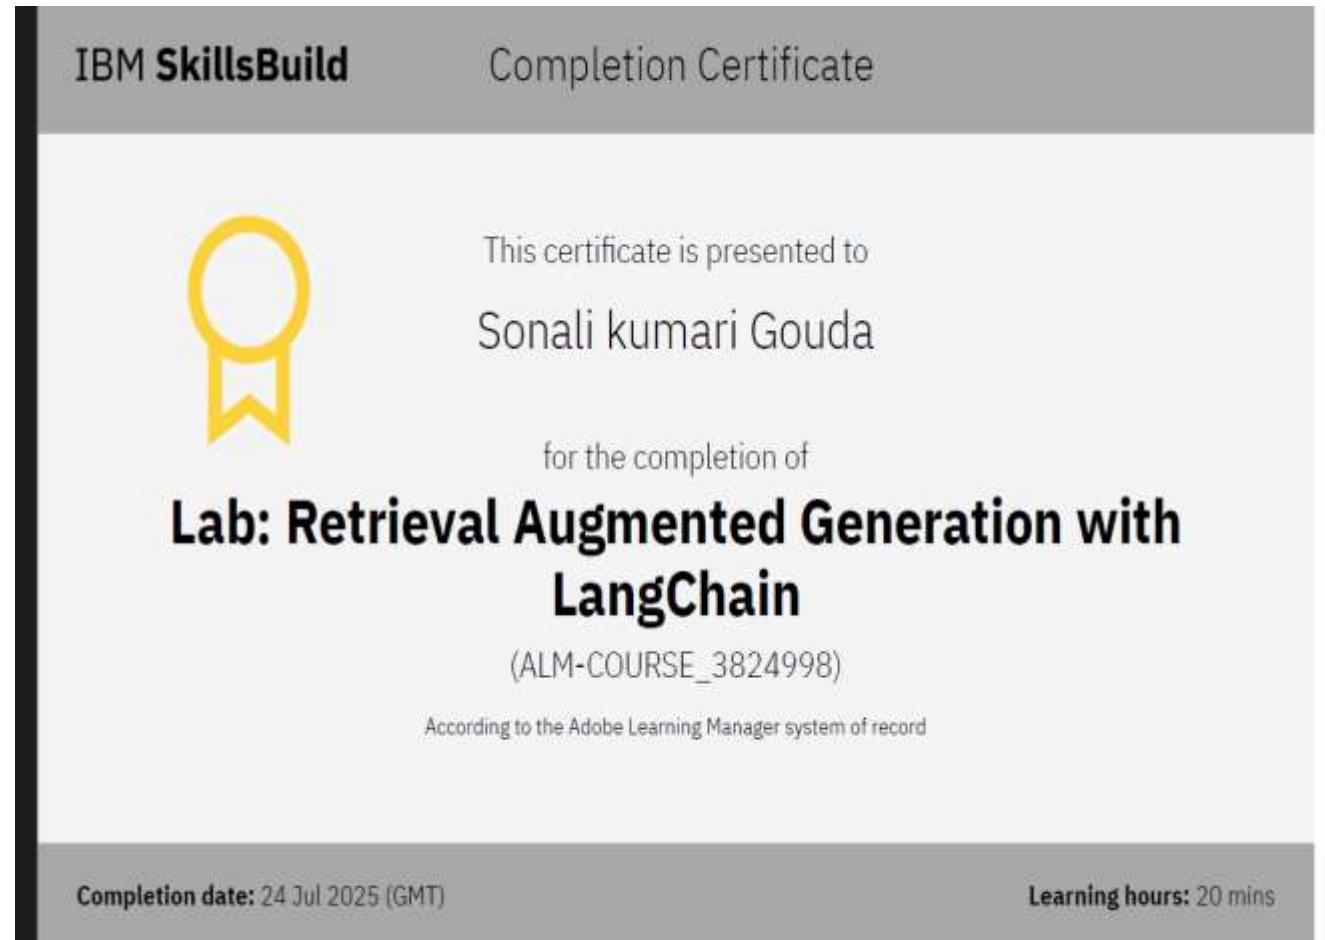 IBM SkillsBuild
Completion Certificate
This certificate is presented to
Sonali kumari Gouda
for the completion of
Lab: Retrieval Augmented Generation with
LangChain
(ALM-COURSE_3824998)
According to the Adobe Learning Manager system of record
Completion date: 24 Jul 2025 (GMT)
Learning hours: 20 mins